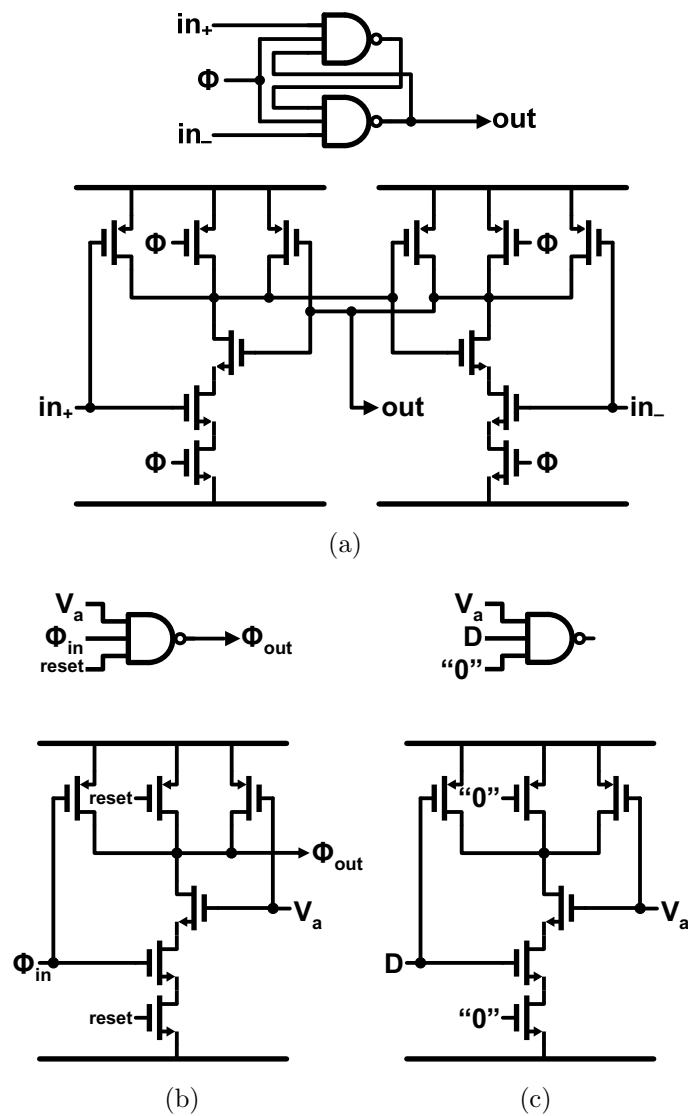 in+
Φ
in–
out
Φ Φ
in+ out in–
Φ Φ
(a)
Va Va
Φin Φout D
reset “0”
reset “0”
Φout
Va Va
Φin D
reset “0”
(b) (c)